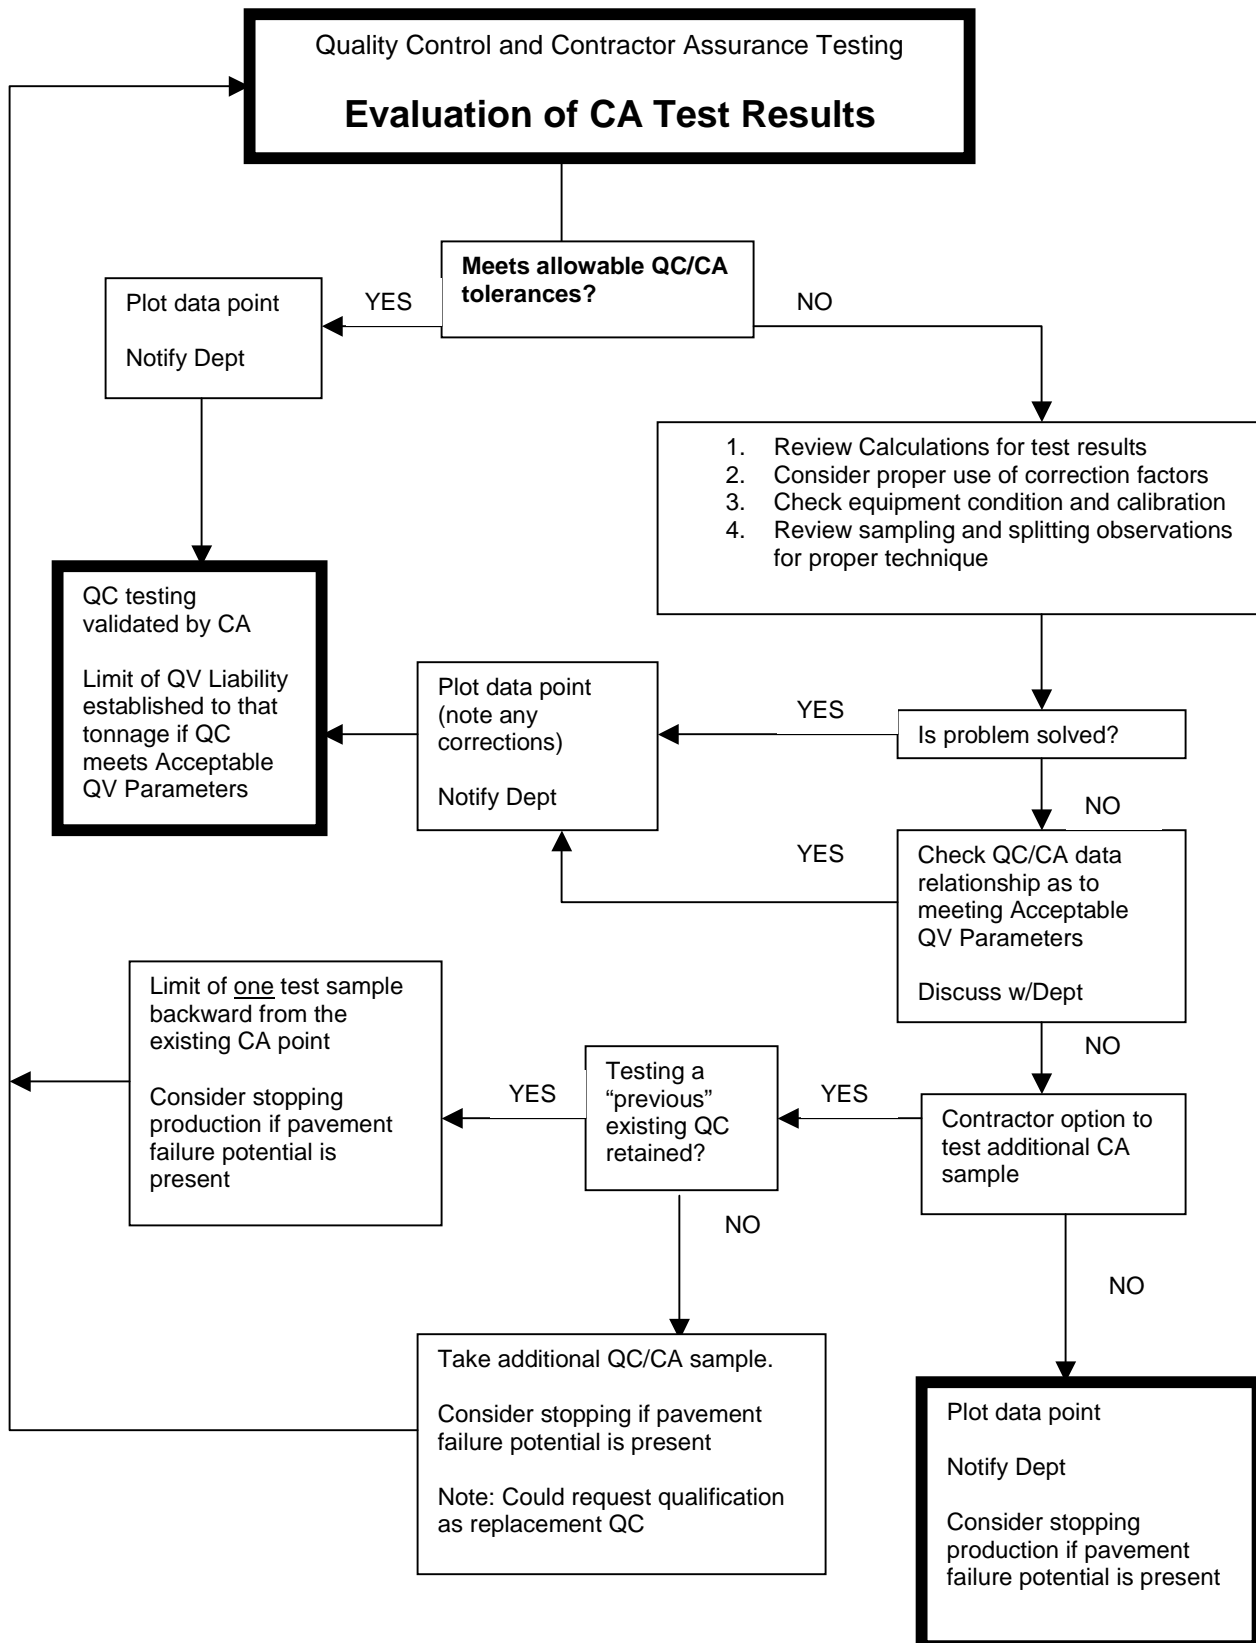 Quality Control and Contractor Assurance Testing
Evaluation of CA Test Results
Meets allowable QC/CA
tolerances?
YES
NO
Plot data point
Notify Dept
1. Review Calculations for test results
2. Consider proper use of correction factors
3. Check equipment condition and calibration
4. Review sampling and splitting observations
for proper technique
QC testing
validated by CA
Limit of QV Liability
established to that
tonnage if QC
meets Acceptable
QV Parameters
Plot data point
(note any
corrections)
Notify Dept
YES
Is problem solved?
NO
YES
Check QC/CA data
relationship as to
meeting Acceptable
QV Parameters
Discuss w/Dept
NO
Limit of one test sample
backward from the
existing CA point
Consider stopping
production if pavement
failure potential is
present
YES
Testing a
“previous”
existing QC
retained?
YES
Contractor option to
test additional CA
sample
NO
NO
Take additional QC/CA sample.
Consider stopping if pavement
failure potential is present
Note: Could request qualification
as replacement QC
Plot data point
Notify Dept
Consider stopping
production if pavement
failure potential is present